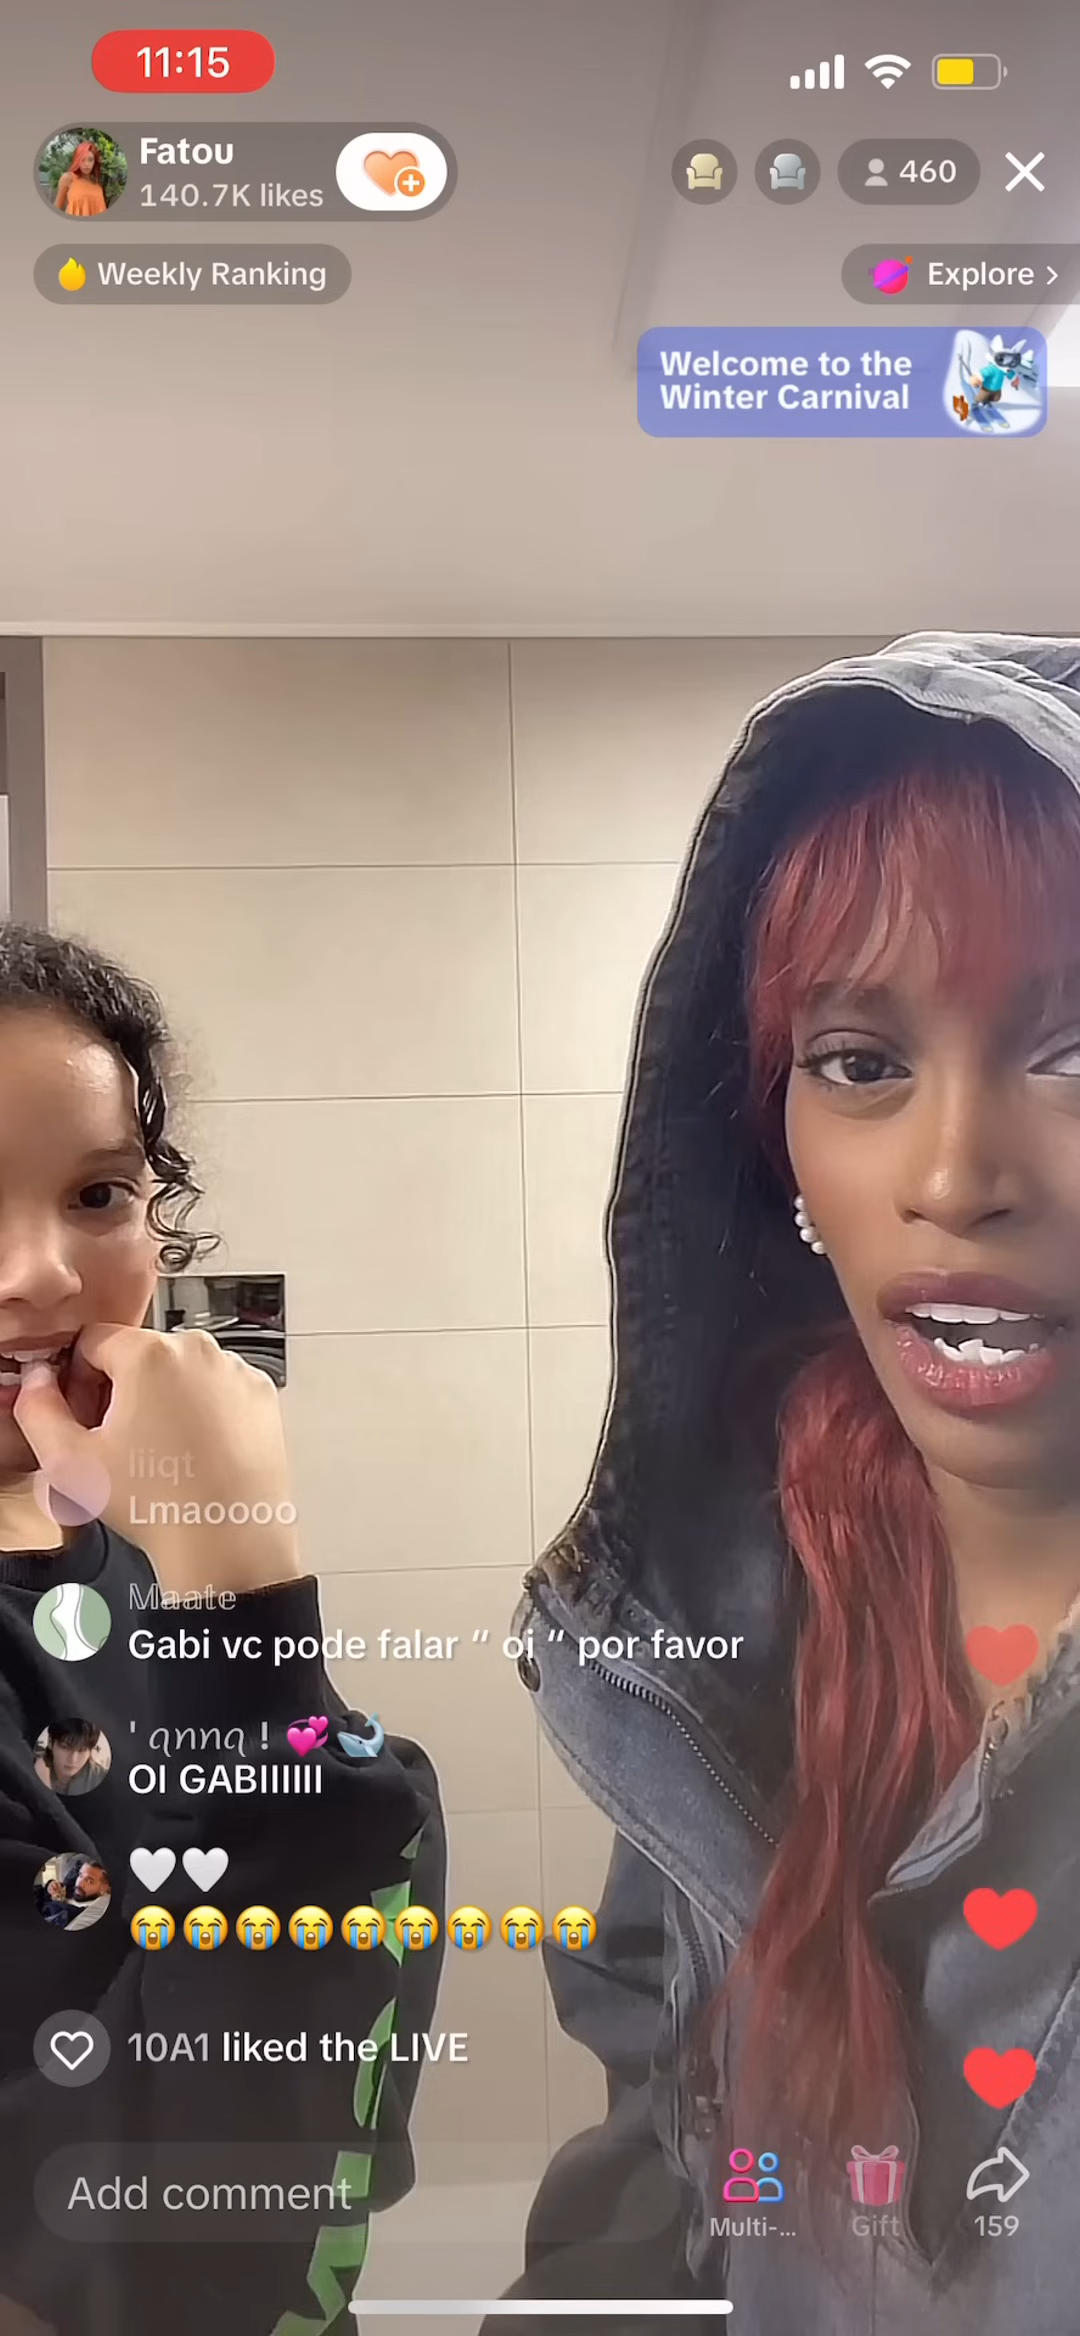 11:15
Fatou
140.7K likes
460
Weekly Ranking
Explore >
Welcome to the
Winter Carnival
liiqt
Lmaoooo
Maate
Gabi vc pode falar “ oi “ por favor
' ᥲnnᥲ ! 💞🐳
OI GABIIIIII
🤍🤍
😭😭😭😭😭😭😭😭😭
10A1 liked the LIVE
Add comment
Multi-...
Gift
159